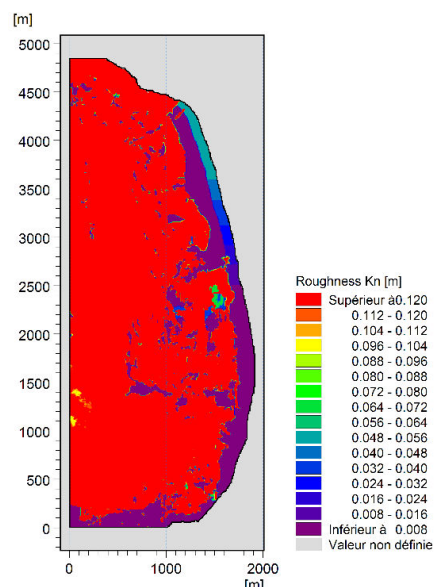 [m]
5000
4500
4000
3500
3000
2500
2000
1500
1000
500
0
0 1000 2000
[m]
Roughness Kn [m]
Supérieur à 0.120
0.112 - 0.120
0.104 - 0.112
0.096 - 0.104
0.088 - 0.096
0.080 - 0.088
0.072 - 0.080
0.064 - 0.072
0.056 - 0.064
0.048 - 0.056
0.040 - 0.048
0.032 - 0.040
0.024 - 0.032
0.016 - 0.024
0.008 - 0.016
Inférieur à 0.008
Valeur non définie